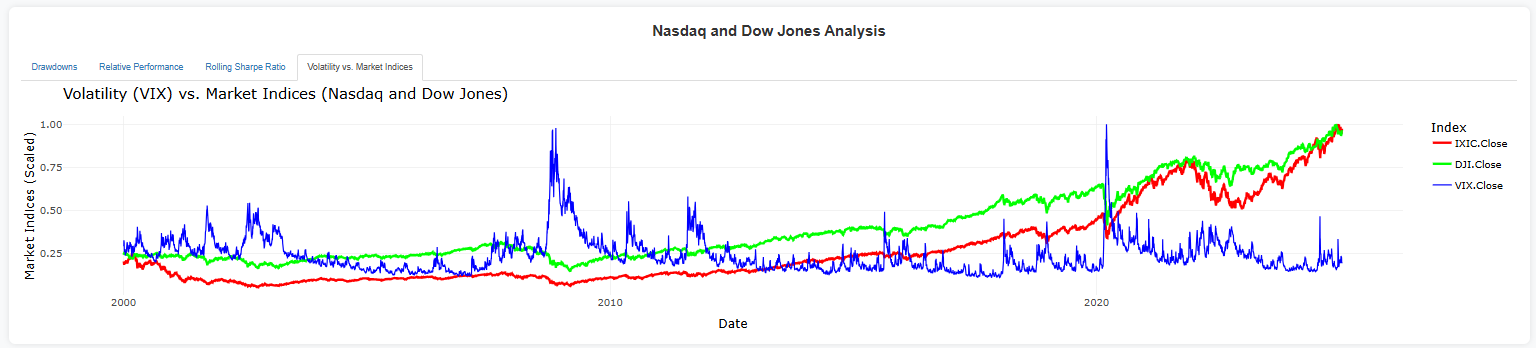 Nasdaq and Dow Jones Analysis
Drawdowns Relative Performance Rolling Sharpe Ratio Volatility vs. Market Indices
Volatility (VIX) vs. Market Indices (Nasdaq and Dow Jones)
Market Indices (Scaled)
1.00
0.75
0.50
0.25
2000 2010 2020
Date
Index
IXIC.Close
DJI.Close
VIX.Close